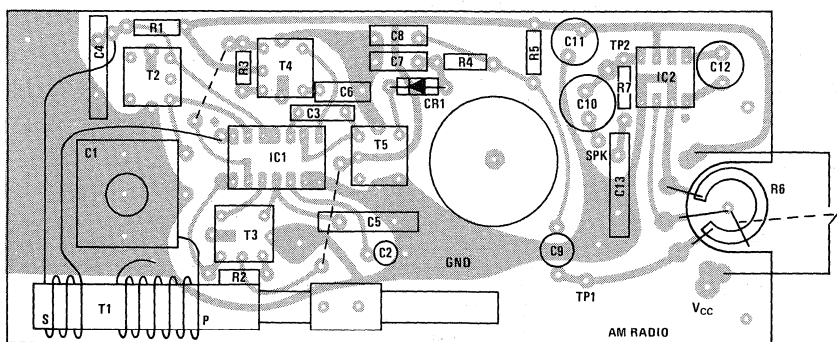 C4
R1
T2
R3
T4
C8
C7
R4
C6
CR1
C3
R5
C11
TP2
IC2
C12
R7
C10
C1
IC1
T5
SPK
C13
R6
T3
C5
C2
R2
GND
C9
TP1
VCC
S
T1
P
AM RADIO